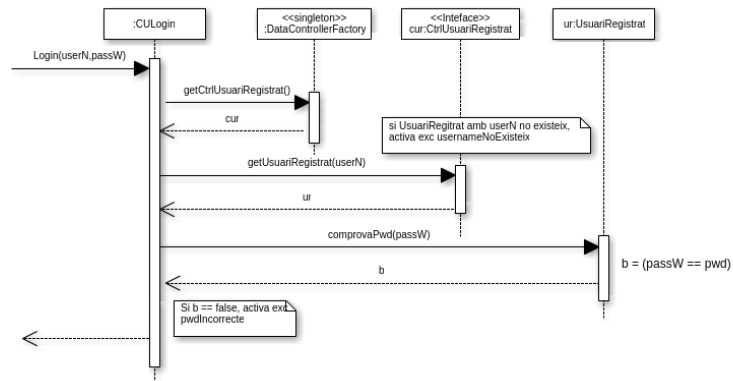 :CULogin
<<singleton>>
:DataControllerFactory
<<Inteface>>
cur:CtrlUsuariRegistrat
ur:UsuariRegistrat
Login(userN,passW)
getCtrlUsuariRegistrat()
cur
si UsuariRegitrat amb userN no existeix,
activa exc usernameNoExisteix
getUsuariRegistrat(userN)
ur
comprovaPwd(passW)
b = (passW == pwd)
b
Si b == false, activa exc
pwdIncorrecte